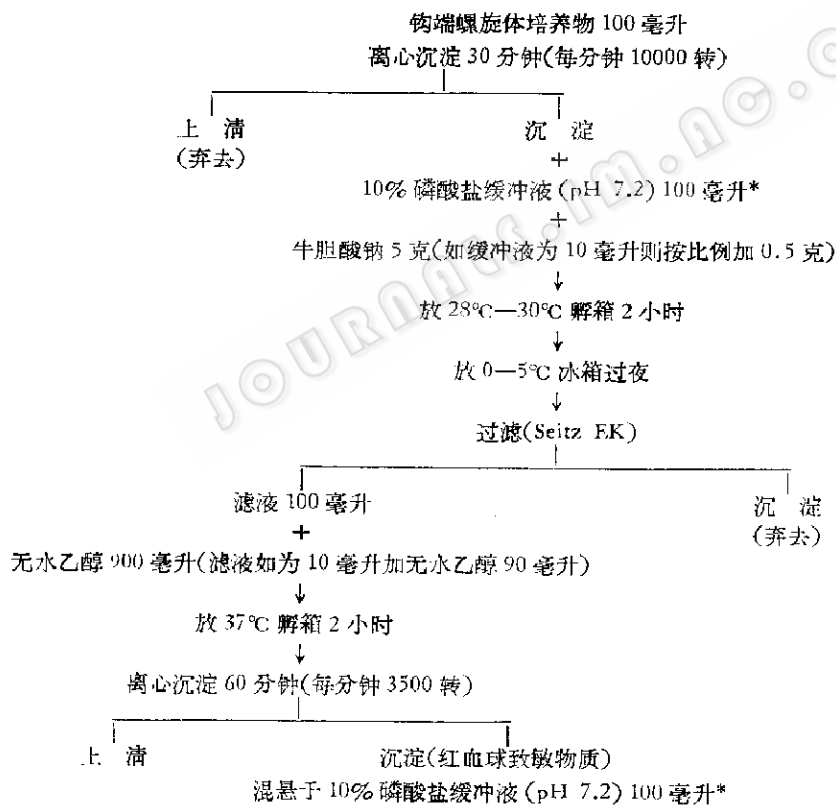 钩端螺旋体培养物 100 毫升
离心沉淀 30 分钟(每分钟 10000 转)
上 清
沉 淀
(弃去)
+
10% 磷酸盐缓冲液 (pH 7.2) 100 毫升*
+
牛胆酸钠 5 克(如缓冲液为 10 毫升则按比例加 0.5 克)
↓
放 28℃—30℃ 孵箱 2 小时
↓
放 0—5℃ 冰箱过夜
↓
过滤(Seitz EK)
滤液 100 毫升
沉 淀
+
(弃去)
无水乙醇 900 毫升(滤液如为 10 毫升加无水乙醇 90 毫升)
↓
放 37℃ 孵箱 2 小时
↓
离心沉淀 60 分钟(每分钟 3500 转)
上 清
沉淀(红血球致敏物质)
混悬于 10% 磷酸盐缓冲液 (pH 7.2) 100 毫升*
JOURNALS.IM.AC.C